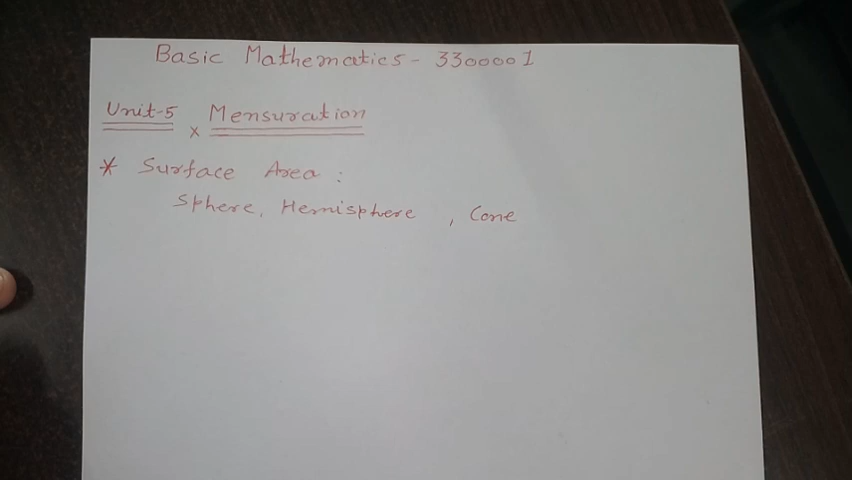 Basic Mathematics - 3300001
Unit-5 x Mensuration
* Surface Area :
Sphere, Hemisphere , Cone